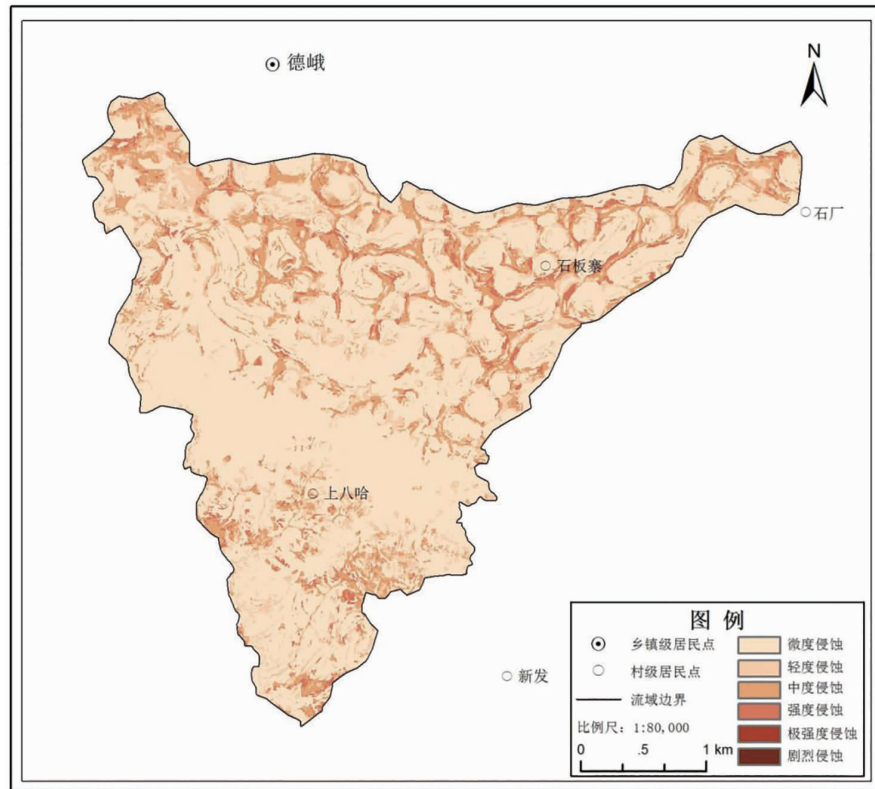 德峨
N
石厂
石板寨
上八哈
新发
图 例
乡镇级居民点
村级居民点
流域边界
比例尺：1:80,000
0 .5 1 km
微度侵蚀
轻度侵蚀
中度侵蚀
强度侵蚀
极强度侵蚀
剧烈侵蚀